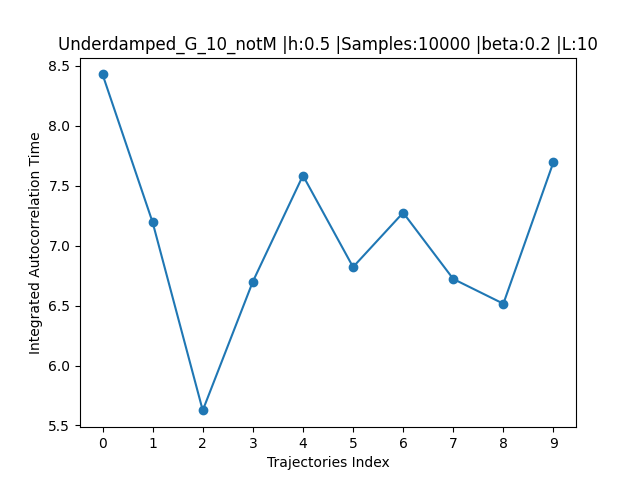 Underdamped_G_10_notM |h:0.5 |Samples:10000 |beta:0.2 |L:10
8.5
8.0
7.5
7.0
6.5
6.0
5.5
Integrated Autocorrelation Time
0 1 2 3 4 5 6 7 8 9
Trajectories Index